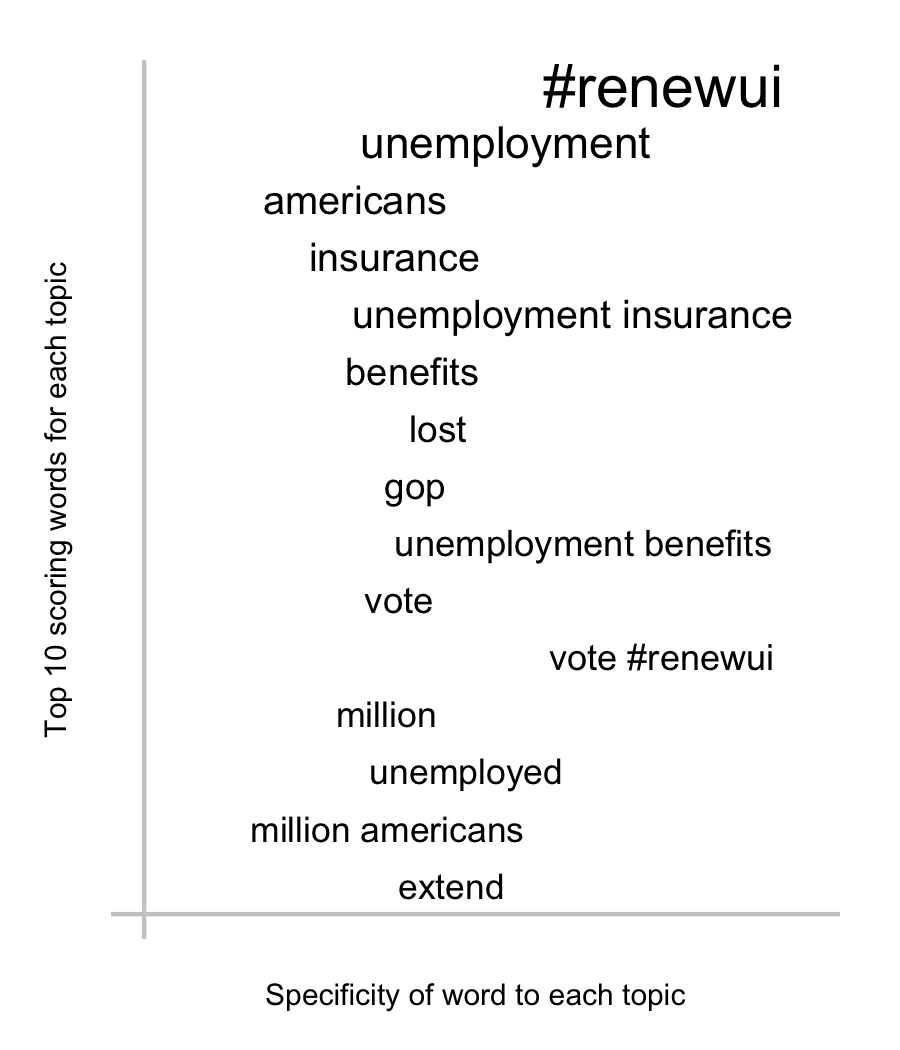 #renewui
unemployment
americans
insurance
unemployment insurance
benefits
lost
gop
unemployment benefits
vote
vote #renewui
million
unemployed
million americans
extend
Top 10 scoring words for each topic
Specificity of word to each topic